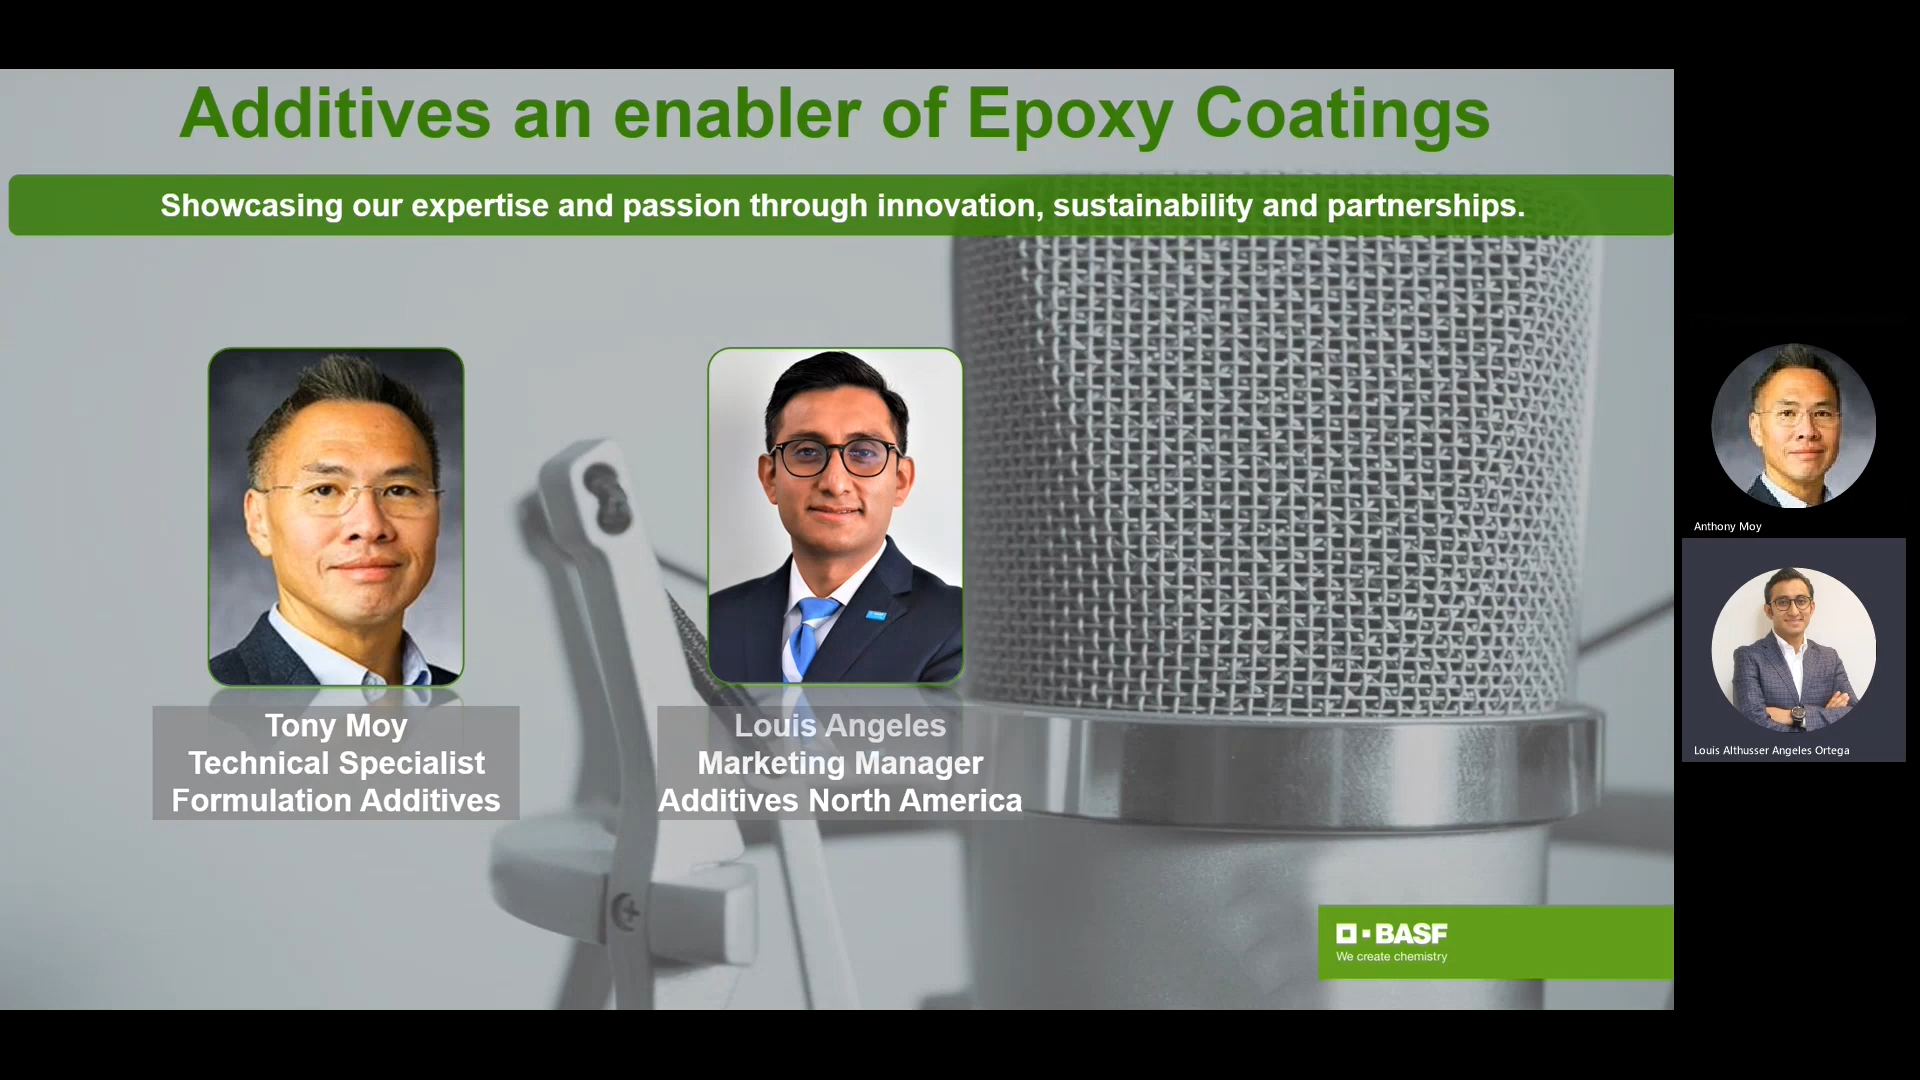 Additives an enabler of Epoxy Coatings
Showcasing our expertise and passion through innovation, sustainability and partnerships.
Tony Moy
Technical Specialist
Formulation Additives
Louis Angeles
Marketing Manager
Additives North America
BASF
We create chemistry
Anthony Moy
Louis Althusser Angeles Ortega